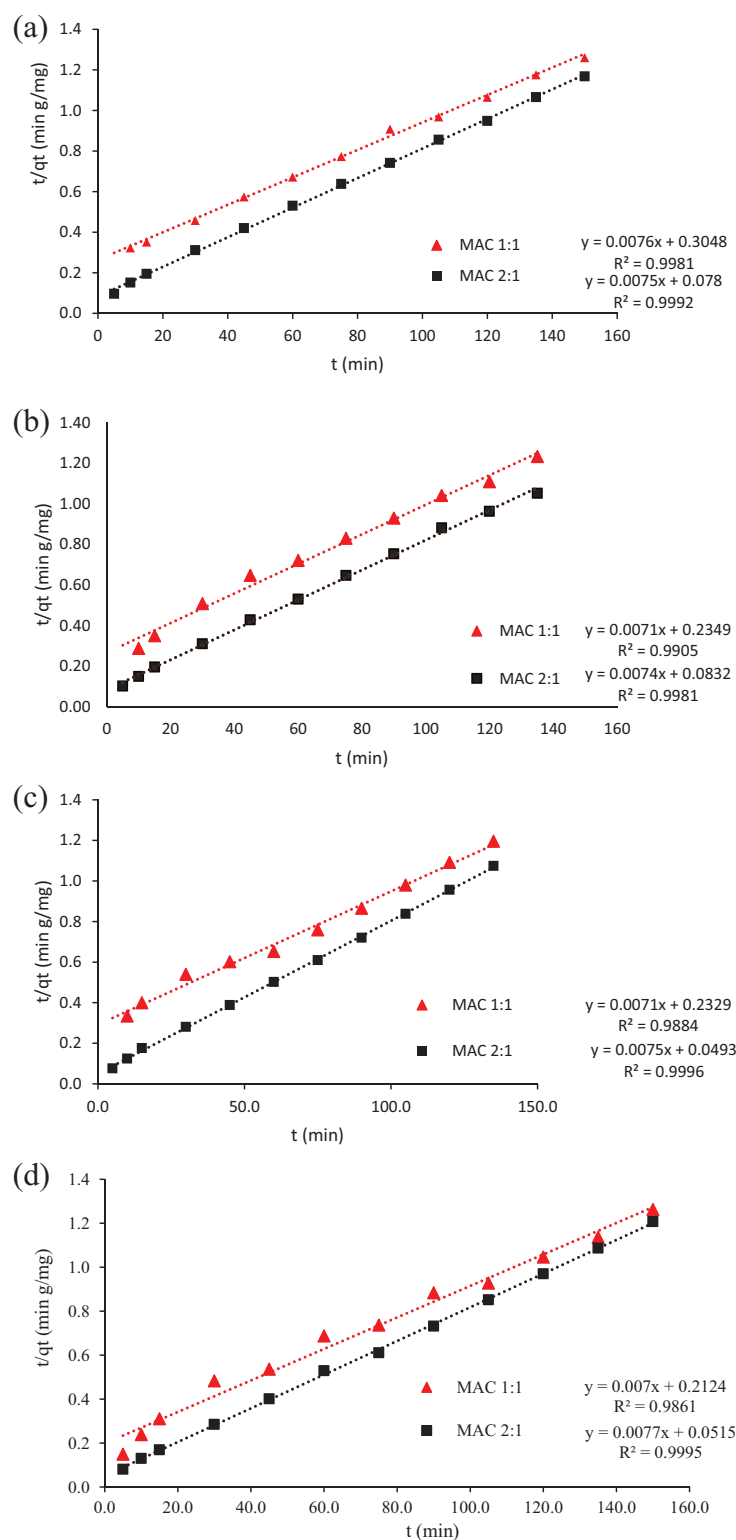 (a)
1.4
1.2
1.0
0.8
0.6
0.4
0.2
0.0
t/qt (min g/mg)
MAC 1:1
y = 0.0076x + 0.3048
R² = 0.9981
MAC 2:1
y = 0.0075x + 0.078
R² = 0.9992
0 20 40 60 80 100 120 140 160
t (min)
(b)
1.40
1.20
1.00
0.80
0.60
0.40
0.20
0.00
t/qt (min g/mg)
MAC 1:1
y = 0.0071x + 0.2349
R² = 0.9905
MAC 2:1
y = 0.0074x + 0.0832
R² = 0.9981
0 20 40 60 80 100 120 140 160
t (min)
(c)
1.4
1.2
1.0
0.8
0.6
0.4
0.2
0.0
t/qt (min g/mg)
MAC 1:1
y = 0.0071x + 0.2329
R² = 0.9884
MAC 2:1
y = 0.0075x + 0.0493
R² = 0.9996
0.0 50.0 100.0 150.0
t (min)
(d)
1.4
1.2
1.0
0.8
0.6
0.4
0.2
0.0
t/qt (min g/mg)
MAC 1:1
y = 0.007x + 0.2124
R² = 0.9861
MAC 2:1
y = 0.0077x + 0.0515
R² = 0.9995
0.0 20.0 40.0 60.0 80.0 100.0 120.0 140.0 160.0
t (min)